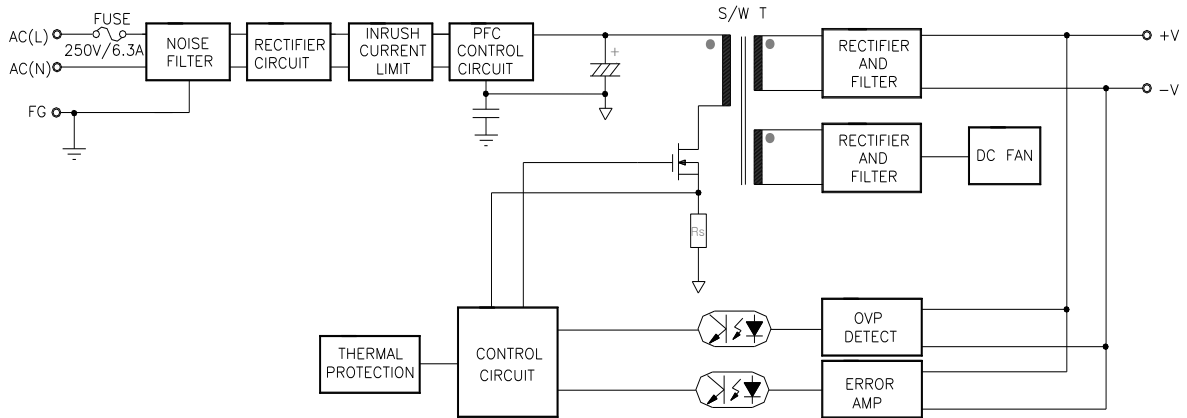 S/W T
FUSE
AC(L)
250V/6.3A
AC(N)
FG
NOISE
FILTER
RECTIFIER
CIRCUIT
INRUSH
CURRENT
LIMIT
PFC
CONTROL
CIRCUIT
+
RECTIFIER
AND
FILTER
+V
-V
RECTIFIER
AND
FILTER
DC FAN
Rs
OVP
DETECT
THERMAL
PROTECTION
CONTROL
CIRCUIT
ERROR
AMP